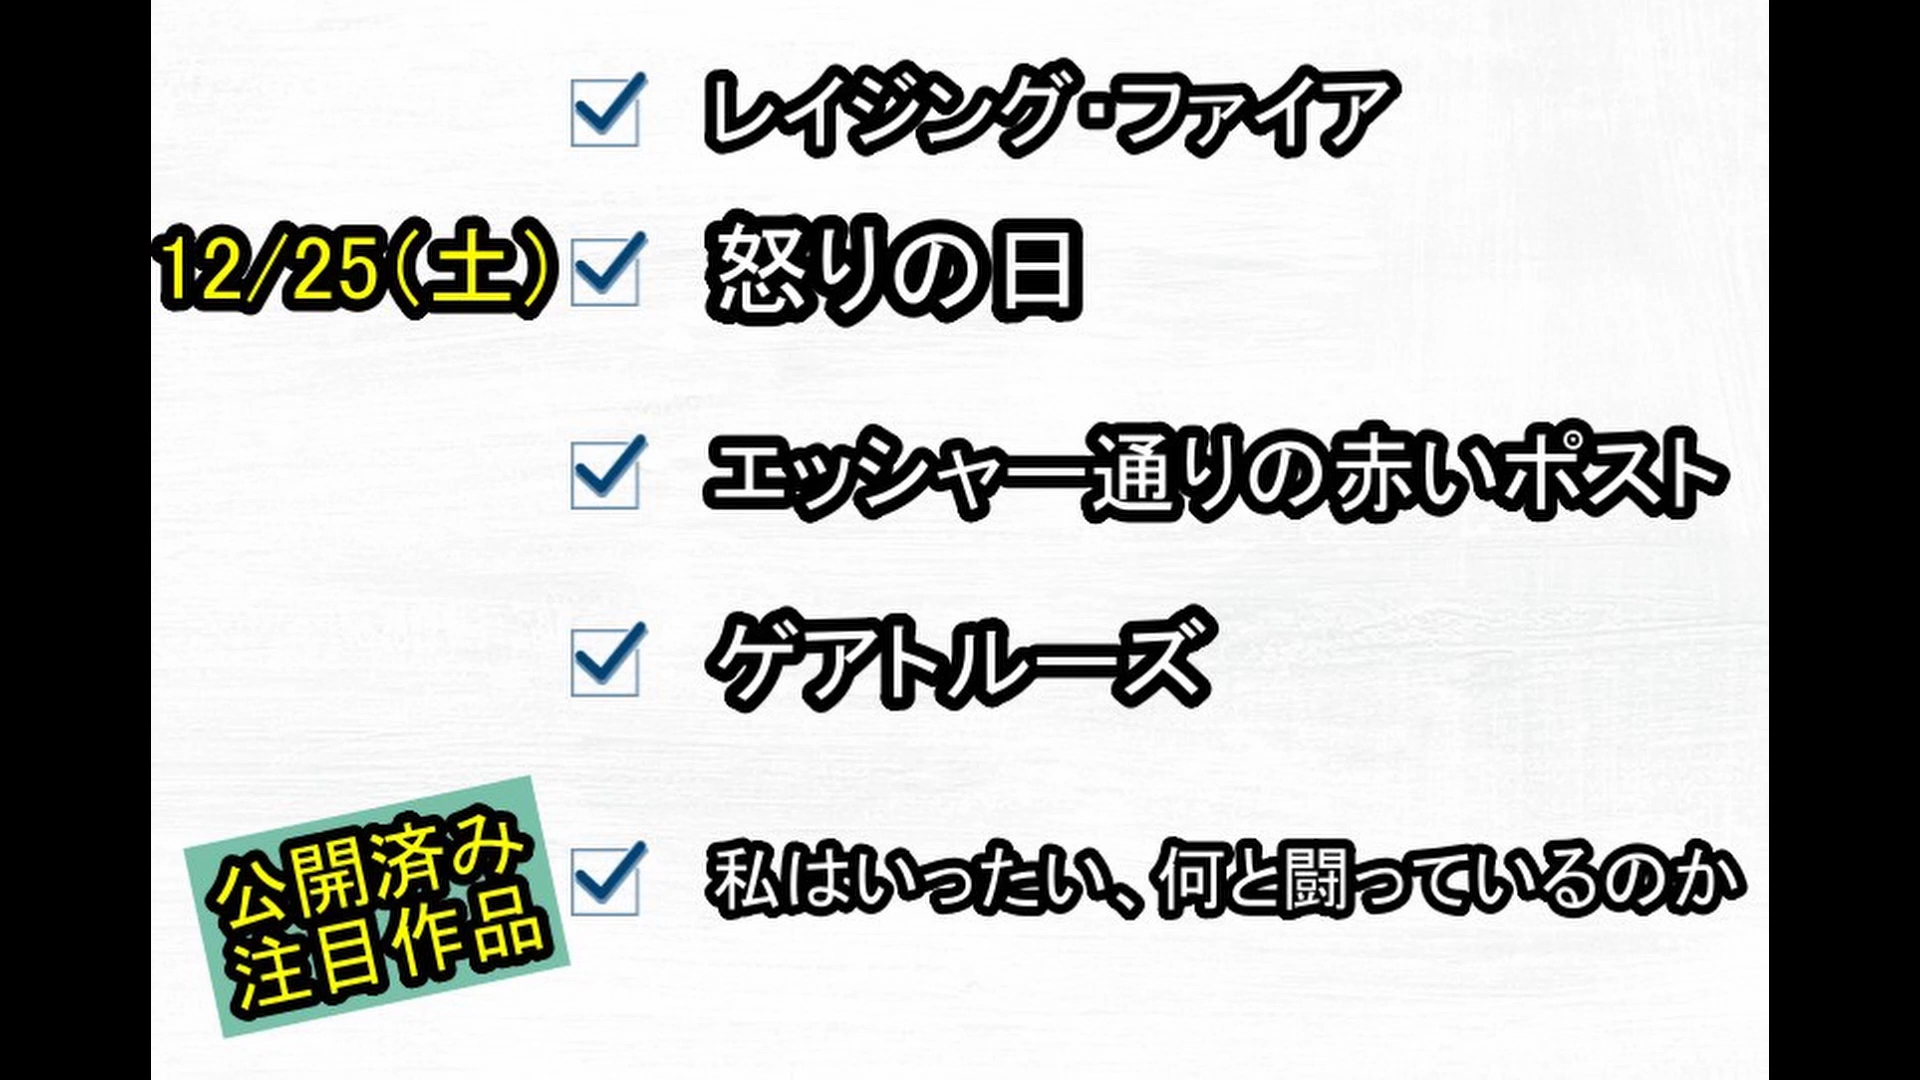 レイジング・ファイア
12/25(土) 怒りの日
エッシャー通りの赤いポスト
ゲアトルーズ
公開済み
注目作品
私はいったい、何と闘っているのか